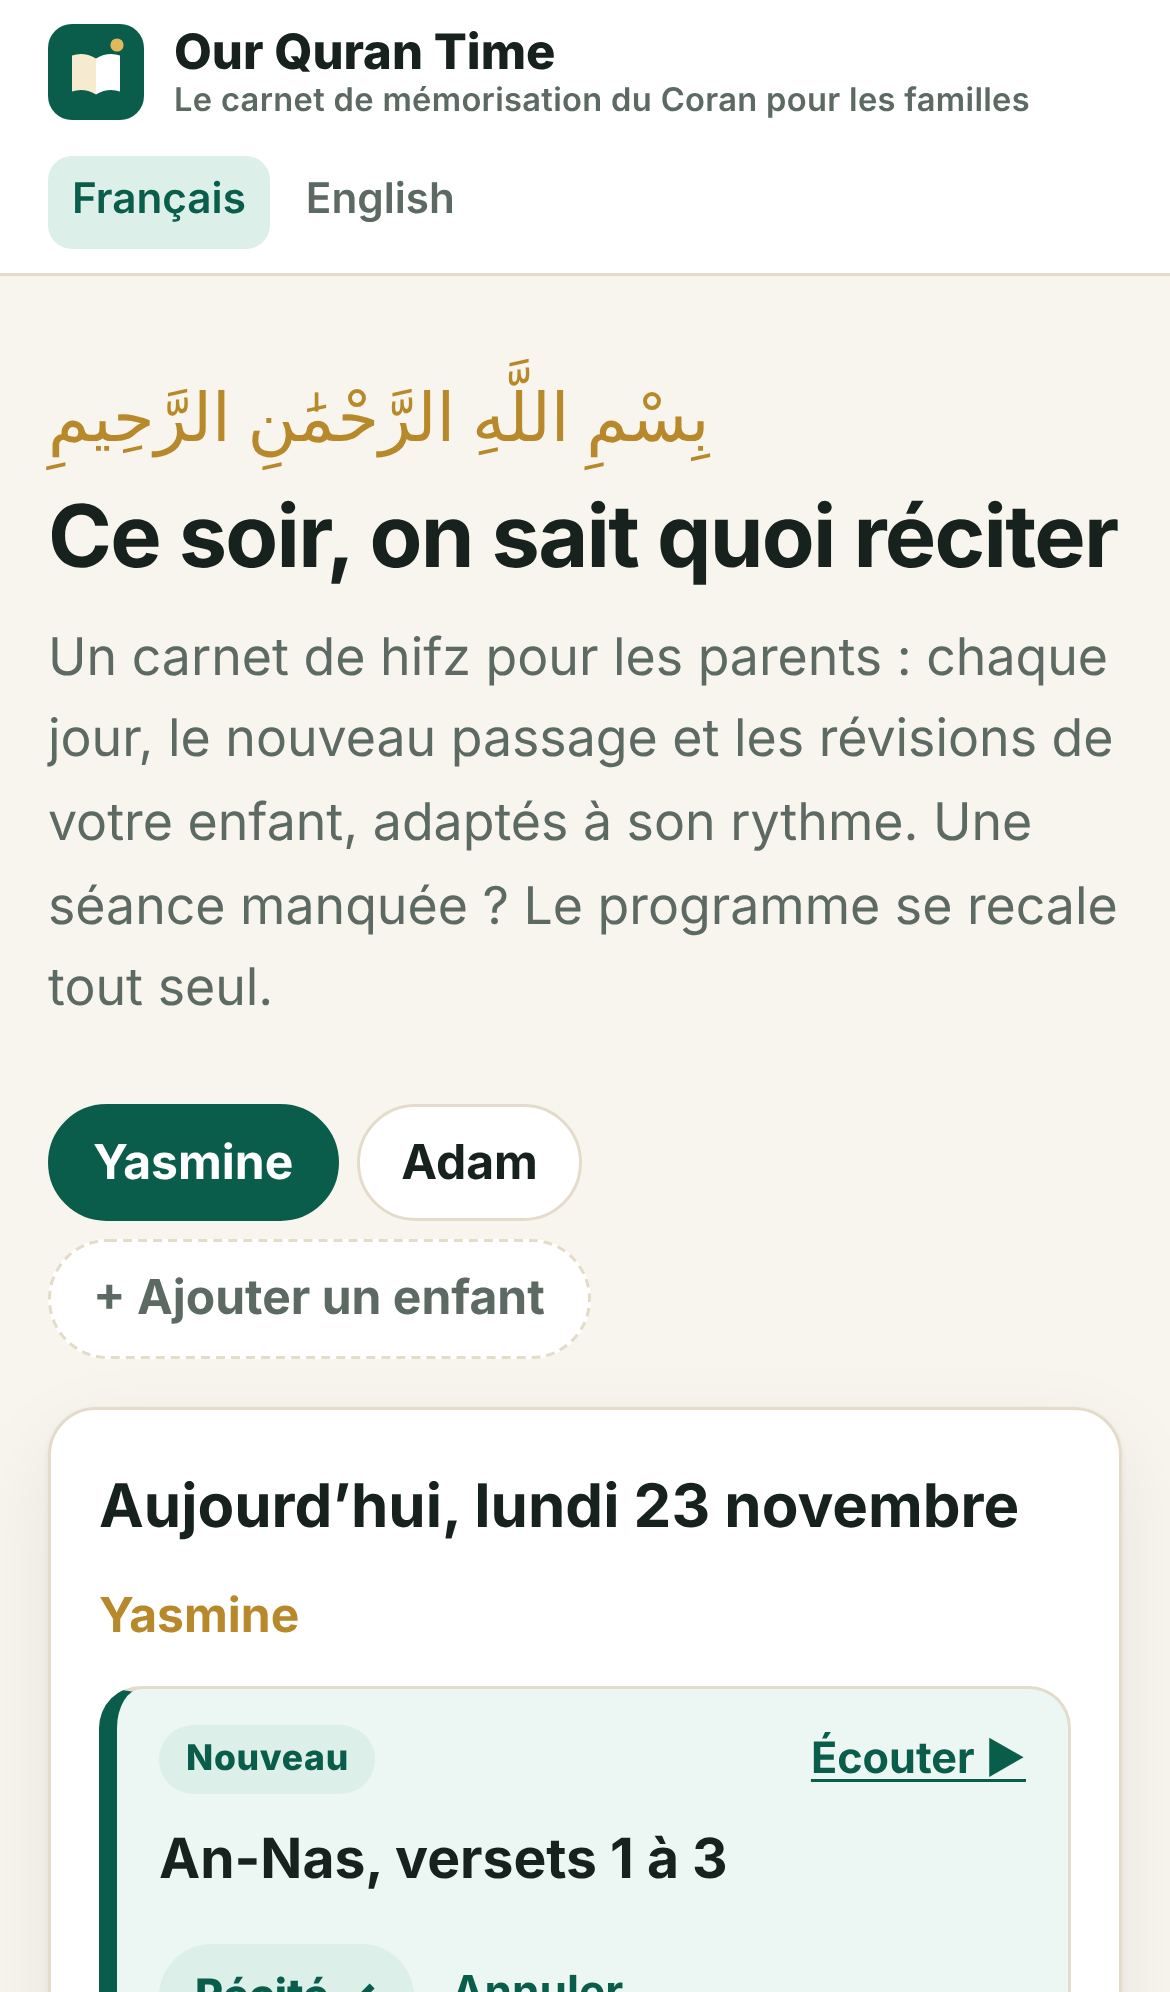 Our Quran Time
Le carnet de mémorisation du Coran pour les familles
Français English
بِسْمِ اللَّهِ الرَّحْمَٰنِ الرَّحِيمِ
Ce soir, on sait quoi réciter
Un carnet de hifz pour les parents : chaque
jour, le nouveau passage et les révisions de
votre enfant, adaptés à son rythme. Une
séance manquée ? Le programme se recale
tout seul.
Yasmine Adam
+ Ajouter un enfant
Aujourd’hui, lundi 23 novembre
Yasmine
Nouveau Écouter ▶
An-Nas, versets 1 à 3
Récité ✓ Annuler